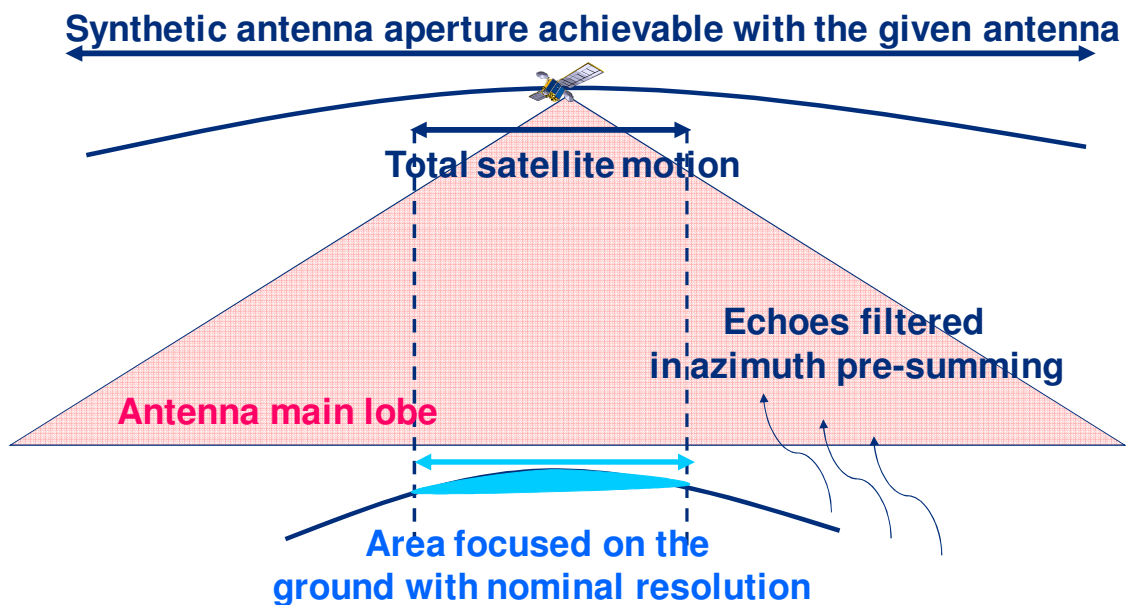 Synthetic antenna aperture achievable with the given antenna
Total satellite motion
Echoes filtered
in azimuth pre-summing
Antenna main lobe
Area focused on the
ground with nominal resolution